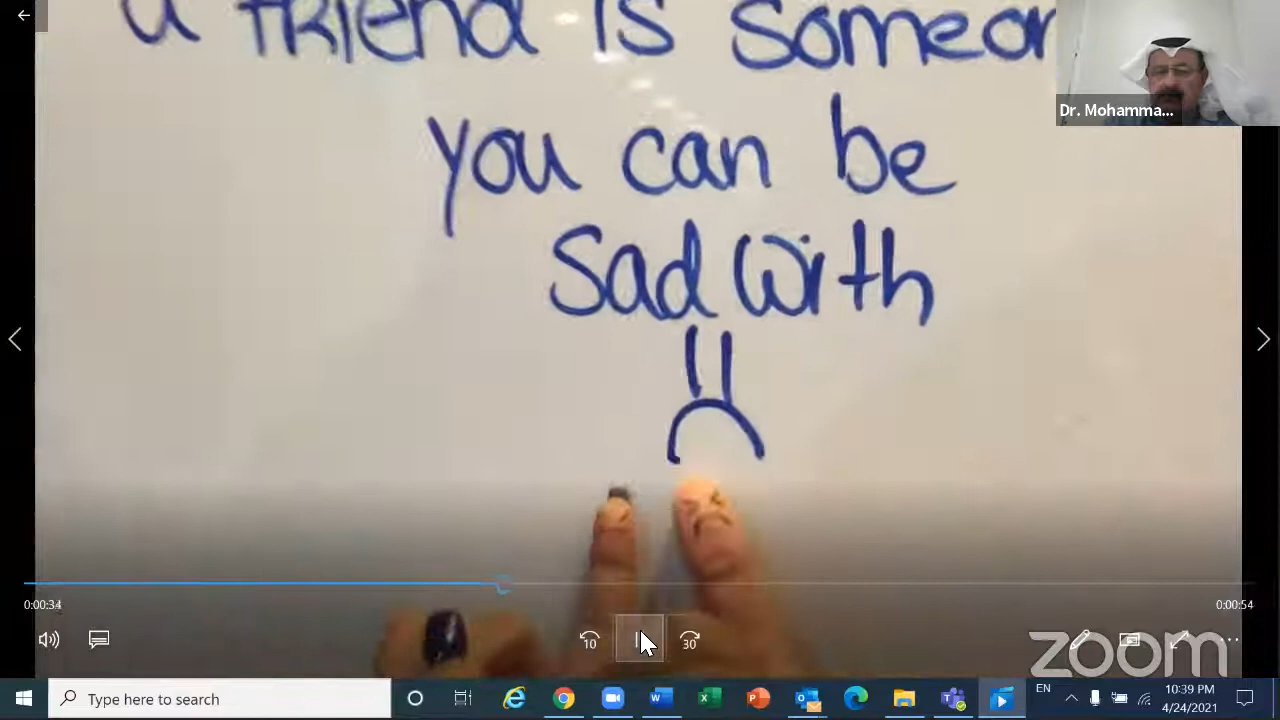 a friend is someon
you can be
Sad with
Dr. Mohamma...
0:00:34
0:00:54
10
30
zoom
Type here to search
EN
10:39 PM
4/24/2021